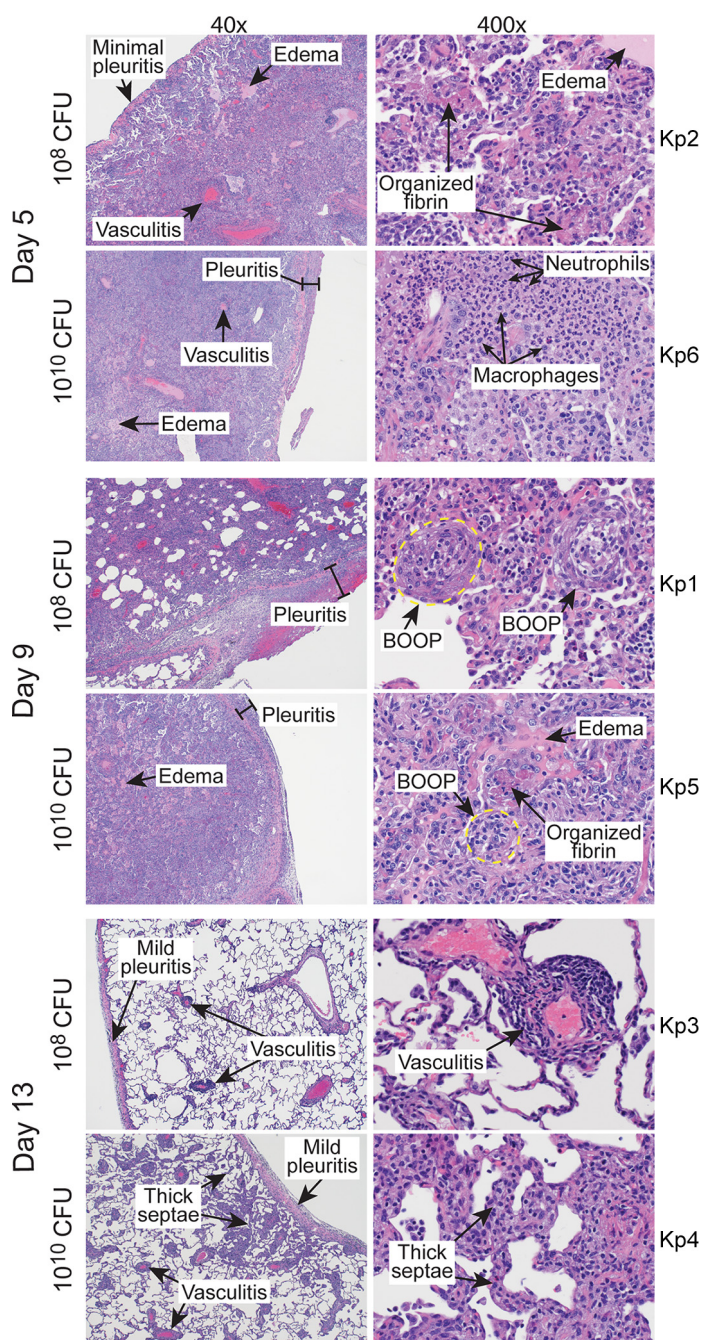 40x
400x
Day 5
10⁸ CFU
Minimal
pleuritis
Edema
Vasculitis
Edema
Organized
fibrin
Kp2
10¹⁰ CFU
Pleuritis
Vasculitis
Edema
Neutrophils
Macrophages
Kp6
Day 9
10⁸ CFU
Pleuritis
BOOP
BOOP
Kp1
10¹⁰ CFU
Pleuritis
Edema
Edema
BOOP
Organized
fibrin
Kp5
Day 13
10⁸ CFU
Mild
pleuritis
Vasculitis
Vasculitis
Kp3
10¹⁰ CFU
Mild
pleuritis
Thick
septae
Vasculitis
Thick
septae
Kp4